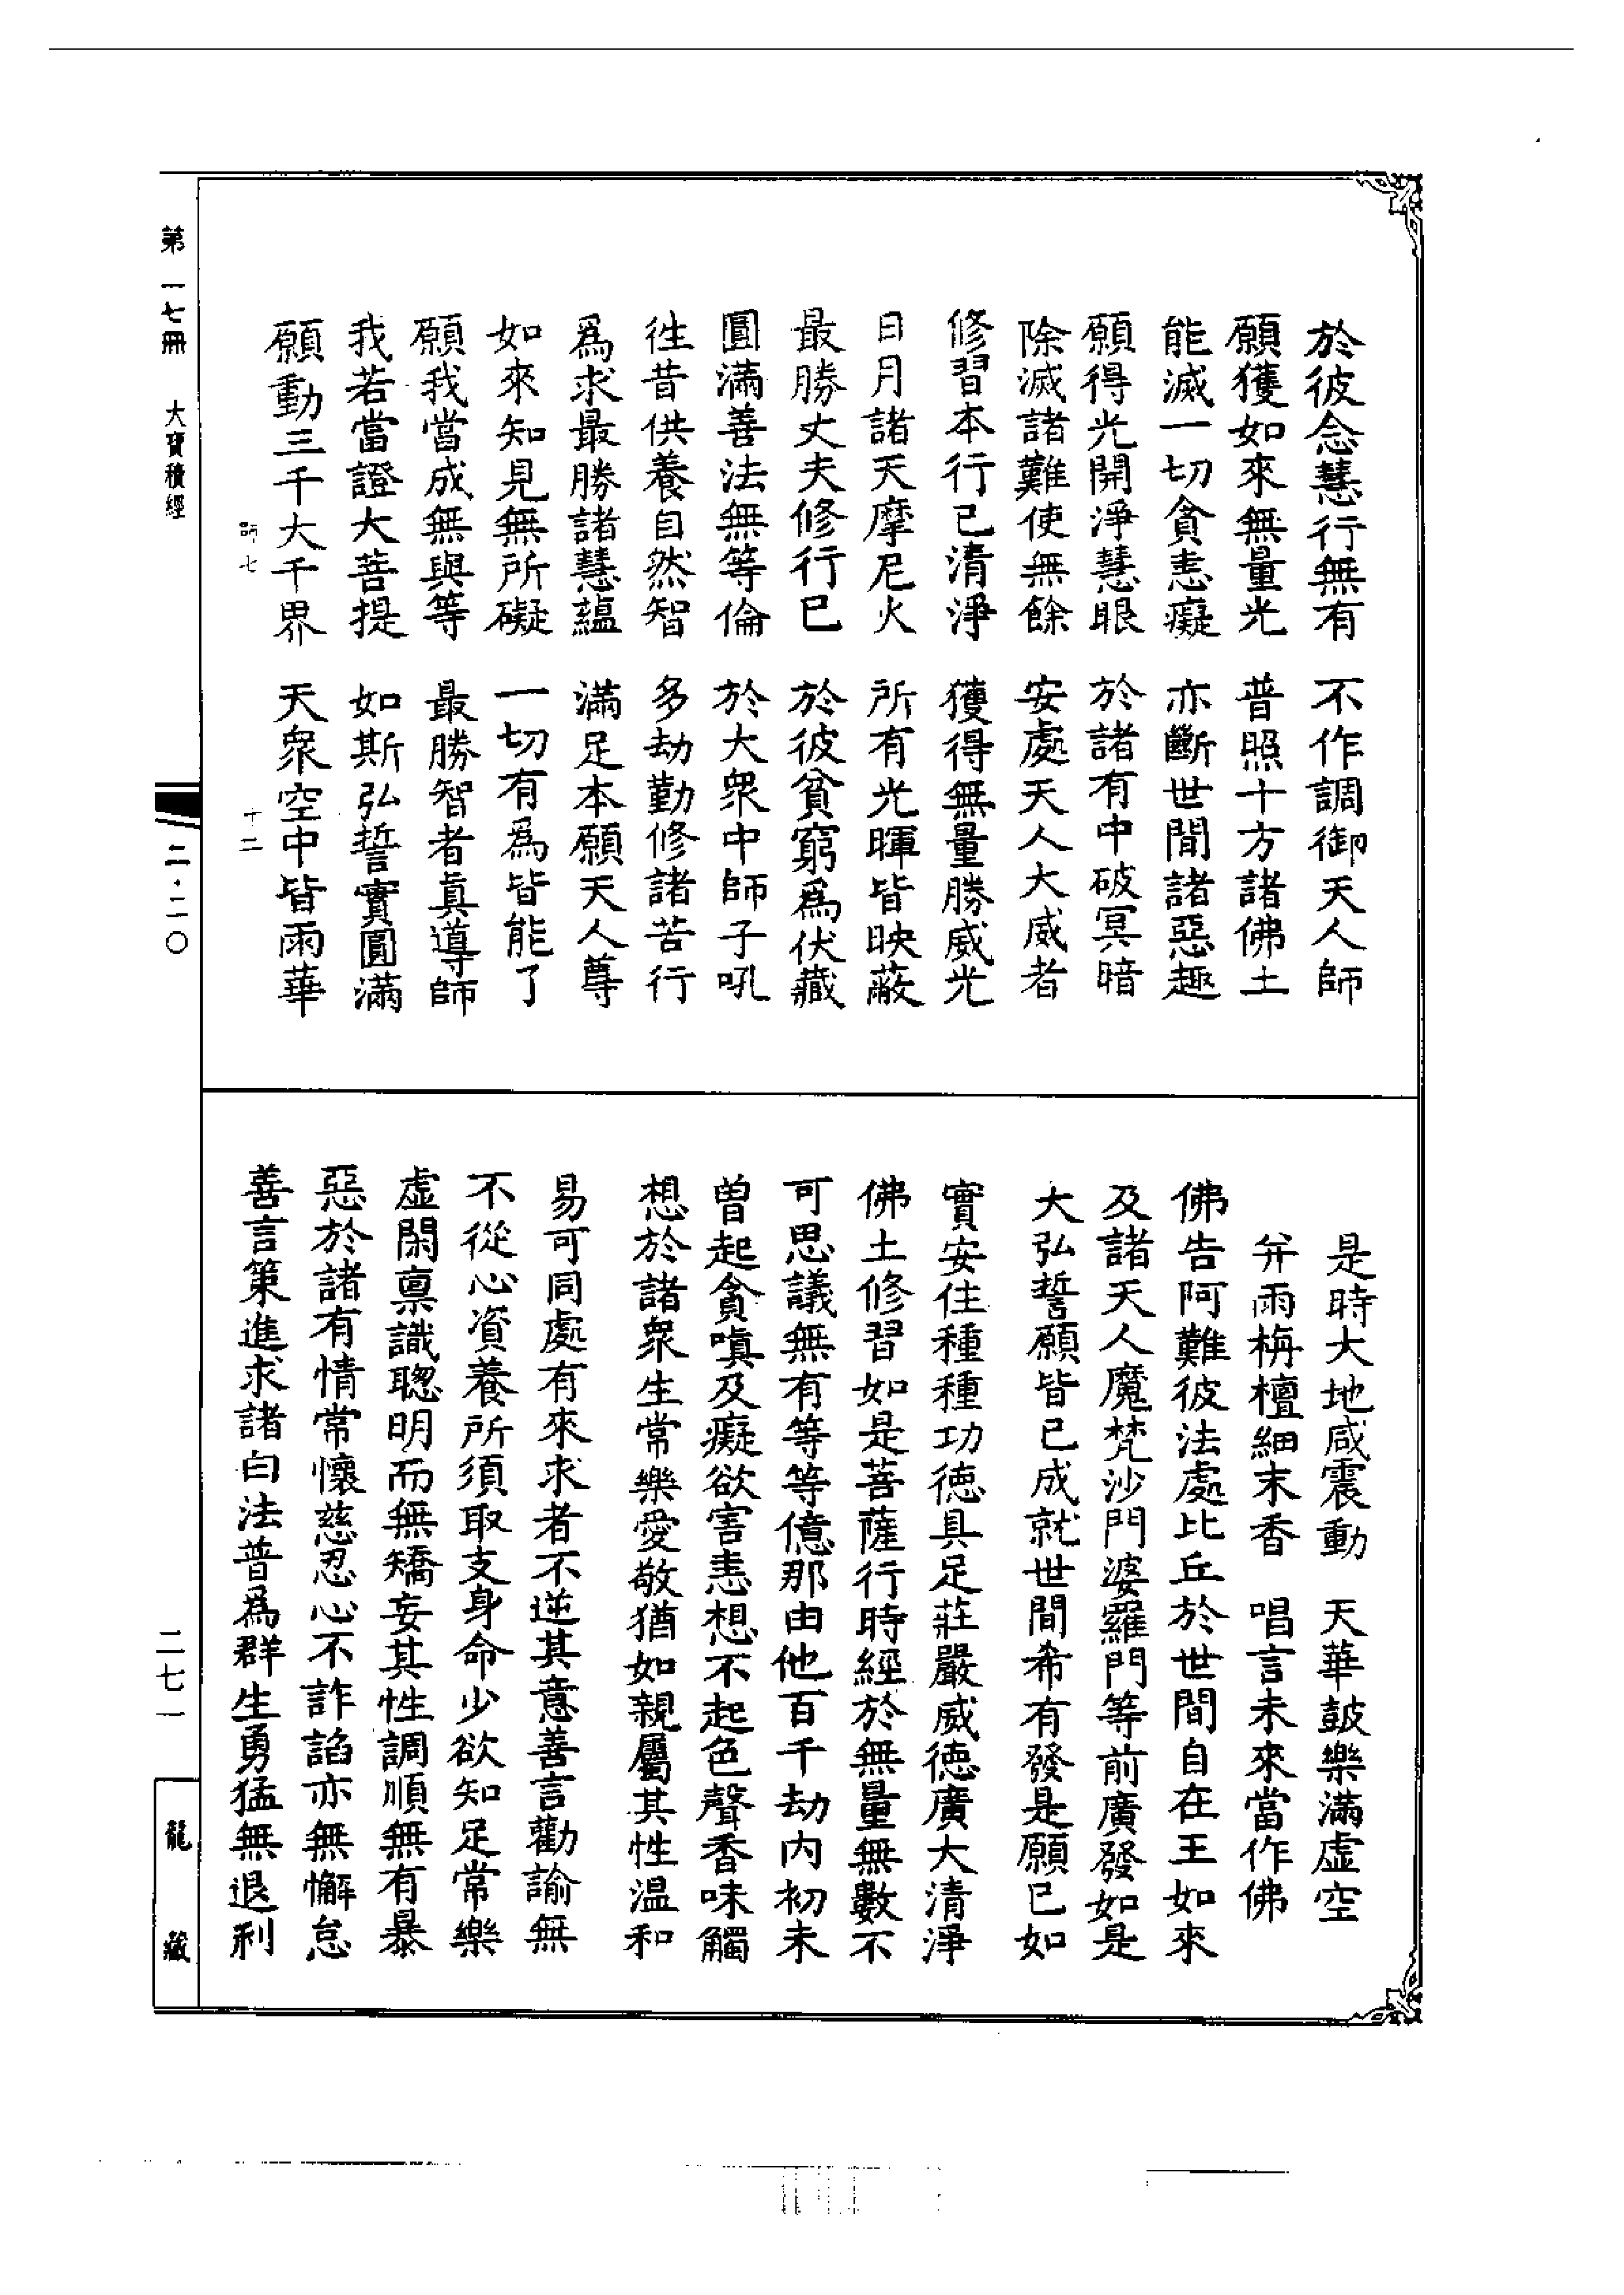 於彼念慧行無有　不作調御天人師
願獲如來無量光　普照十方諸佛土
能滅一切貪恚癡　亦斷世間諸惡趣
願得光開淨慧眼　於諸有中破冥暗
除滅諸難使無餘　安處天人大威者
修習本行已清淨　獲得無量勝威光
日月諸天摩尼火　所有光暉皆映蔽
最勝丈夫修行已　於彼貧窮為伏藏
圓滿善法無等倫　於大眾中師子吼
往昔供養自然智　多劫勤修諸苦行
為求最勝諸慧蘊　滿足本願天人尊
如來知見無所礙　一切有為皆能了
願我當成無與等　最勝智者真導師
我若當證大菩提　如斯弘誓實圓滿
願動三千大千界　天眾空中皆雨華
師七　十二
是時大地咸震動　天華鼓樂滿虛空
并雨栴檀細末香　唱言未來當作佛
佛告阿難彼法處比丘於世間自在王如來
及諸天人魔梵沙門婆羅門等前廣發如是
大弘誓願皆已成就世間希有發是願已如
實安住種種功德具足莊嚴威德廣大清淨
佛土修習如是菩薩行時經於無量無數不
可思議無有等等億那由他百千劫內初未
曾起貪嗔及癡欲害恚想不起色聲香味觸
想於諸眾生常樂愛敬猶如親屬其性溫和
易可同處有來求者不逆其意善言勸諭無
不從心資養所須取支身命少欲知足常樂
虛閑稟識聰明而無矯妄其性調順無有暴
惡於諸有情常懷慈忍心不詐諂亦無懈怠
善言策進求諸白法普為群生勇猛無退利
第一七冊　大寶積經
二·二〇
二七一
龍藏